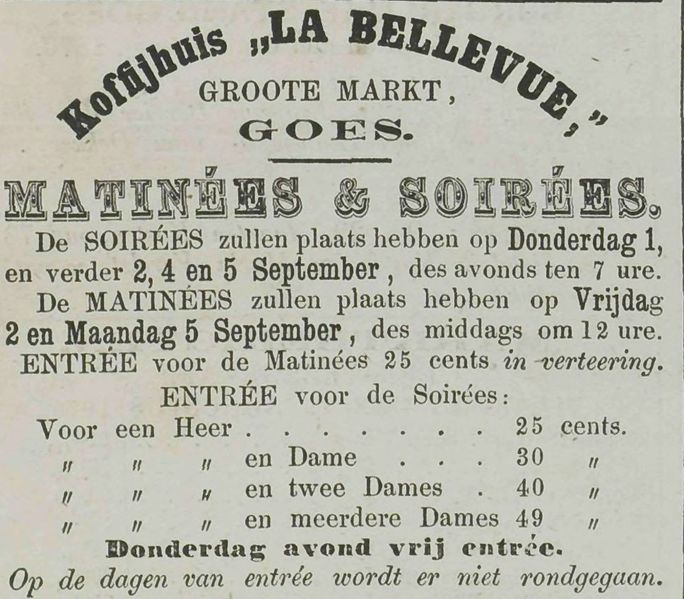 Koffijhuis „LA BELLEVUE,”
GROOTE MARKT,
GOES.
MATINÉES & SOIRÉES.
De SOIRÉES zullen plaats hebben op Donderdag 1,
en verder 2, 4 en 5 September, des avonds ten 7 ure.
De MATINÉES zullen plaats hebben op Vrijdag
2 en Maandag 5 September, des middags om 12 ure.
ENTRÉE voor de Matinées 25 cents in verteering.
ENTRÉE voor de Soirées:
Voor een Heer . . . . . . . 25 cents.
„ „ „ en Dame . . . 30 „
„ „ „ en twee Dames . 40 „
„ „ „ en meerdere Dames 49 „
Donderdag avond vrij entrée.
Op de dagen van entrée wordt er niet rondgegaan.